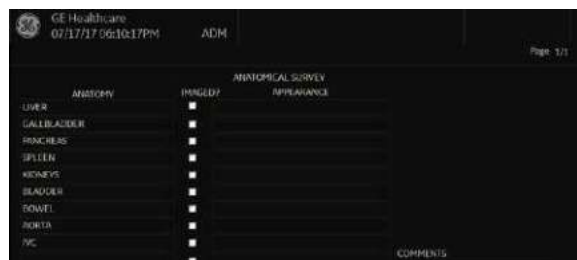 GE Healthcare
07/17/17 06:10:17PM ADM
Page 1/1
ANATOMICAL SURVEY
ANATOMY IMAGED? APPEARANCE
LIVER
GALLBLADDER
PANCREAS
SPLEEN
KIDNEYS
BLADDER
BOWEL
AORTA
IVC
COMMENTS